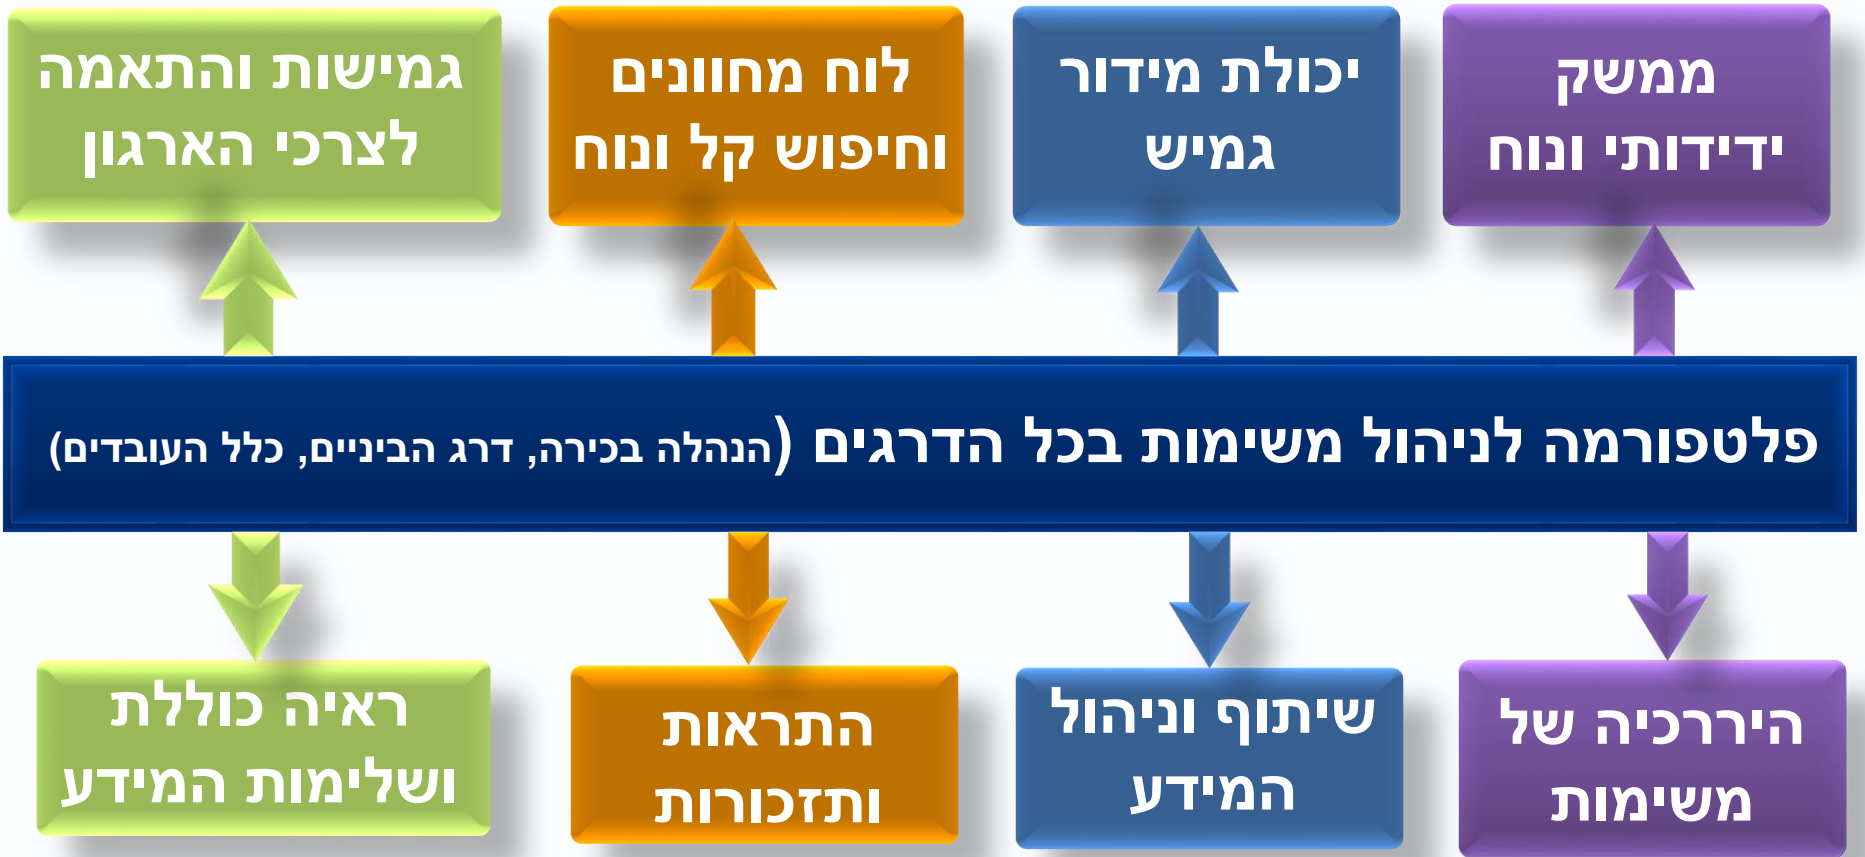 ממשק
ידידותי ונוח
יכולת מידור
גמיש
לוח מחוונים
וחיפוש קל ונוח
גמישות והתאמה
לצרכי הארגון
פלטפורמה לניהול משימות בכל הדרגים (הנהלה בכירה, דרג הביניים, כלל העובדים)
היררכיה של
משימות
שיתוף וניהול
המידע
התראות
ותזכורות
ראיה כוללת
ושלימות המידע